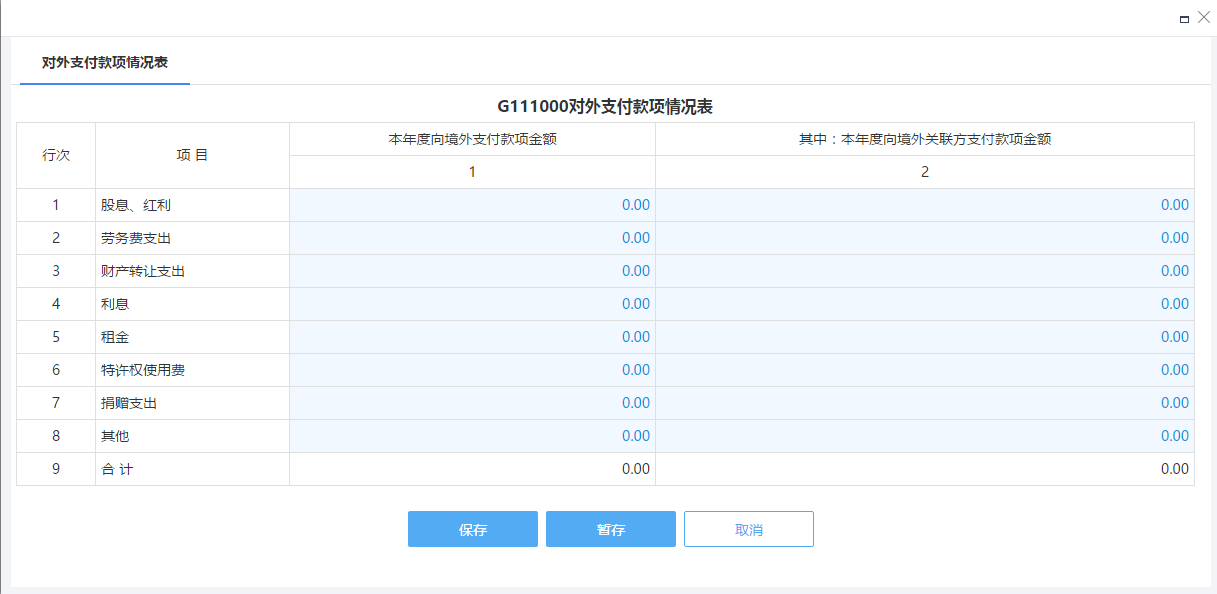 对外支付款项情况表
G111000对外支付款项情况表
行次 项 目 本年度向境外支付款项金额 其中：本年度向境外关联方支付款项金额
1 2
1 股息、红利 0.00 0.00
2 劳务费支出 0.00 0.00
3 财产转让支出 0.00 0.00
4 利息 0.00 0.00
5 租金 0.00 0.00
6 特许权使用费 0.00 0.00
7 捐赠支出 0.00 0.00
8 其他 0.00 0.00
9 合 计 0.00 0.00
保存 暂存 取消